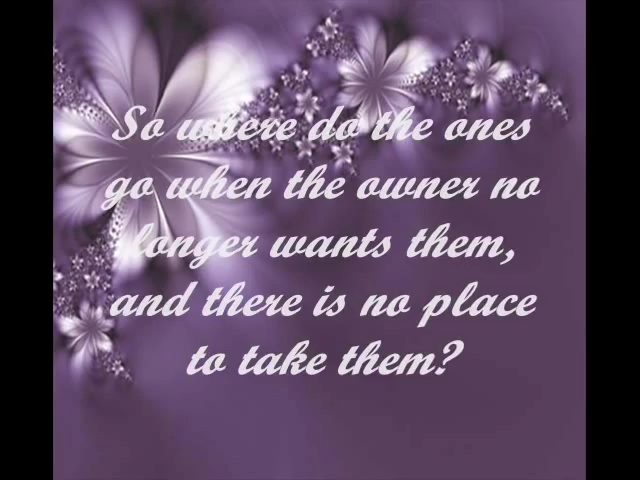 So where do the ones
go when the owner no
longer wants them,
and there is no place
to take them?